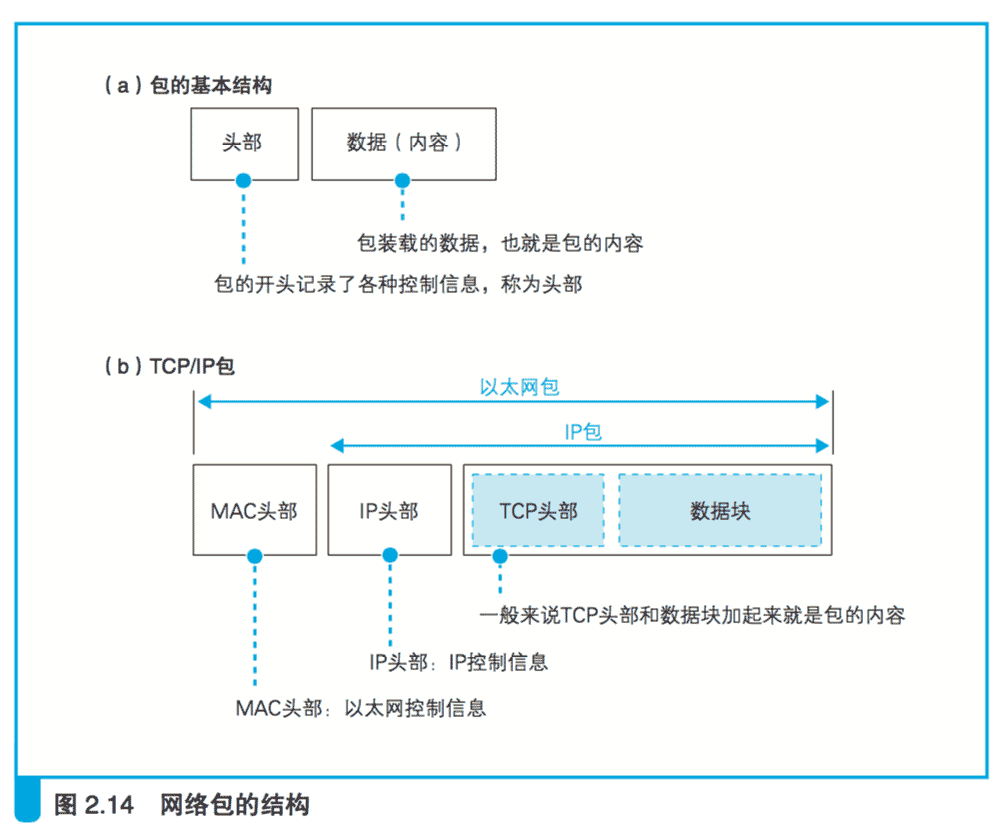 （a）包的基本结构
头部
数据（内容）
包装载的数据，也就是包的内容
包的开头记录了各种控制信息，称为头部
（b）TCP/IP包
以太网包
IP包
MAC头部
IP头部
TCP头部
数据块
一般来说TCP头部和数据块加起来就是包的内容
IP头部：IP控制信息
MAC头部：以太网控制信息
图 2.14 网络包的结构